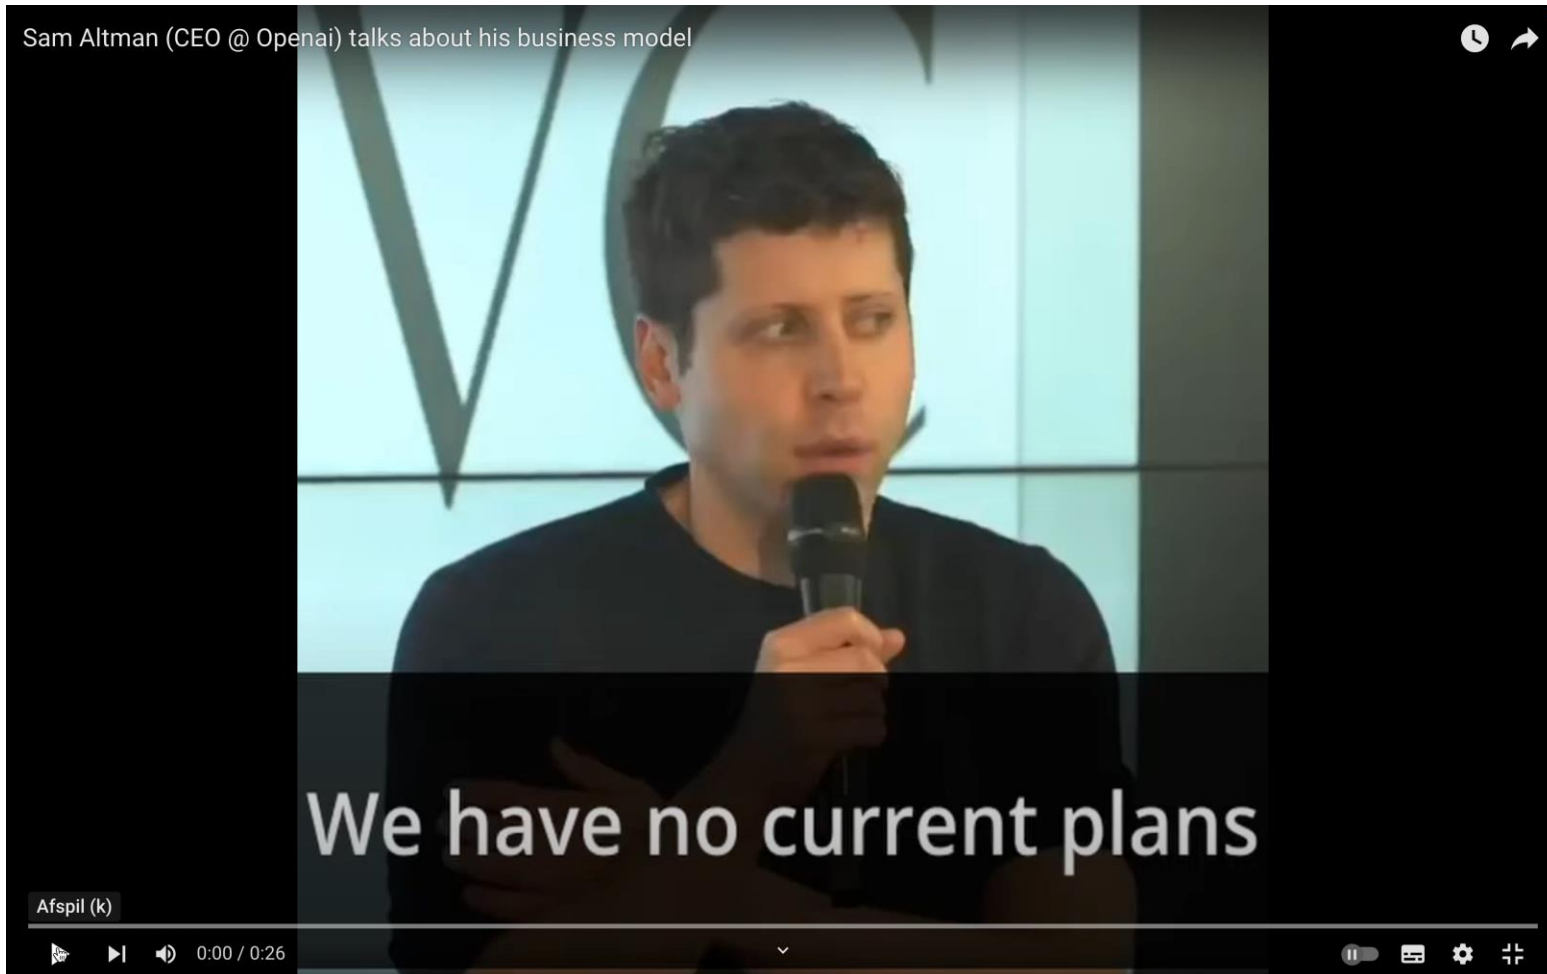 Sam Altman (CEO @ Openai) talks about his business model
VC
We have no current plans
Afspil (k)
0:00 / 0:26